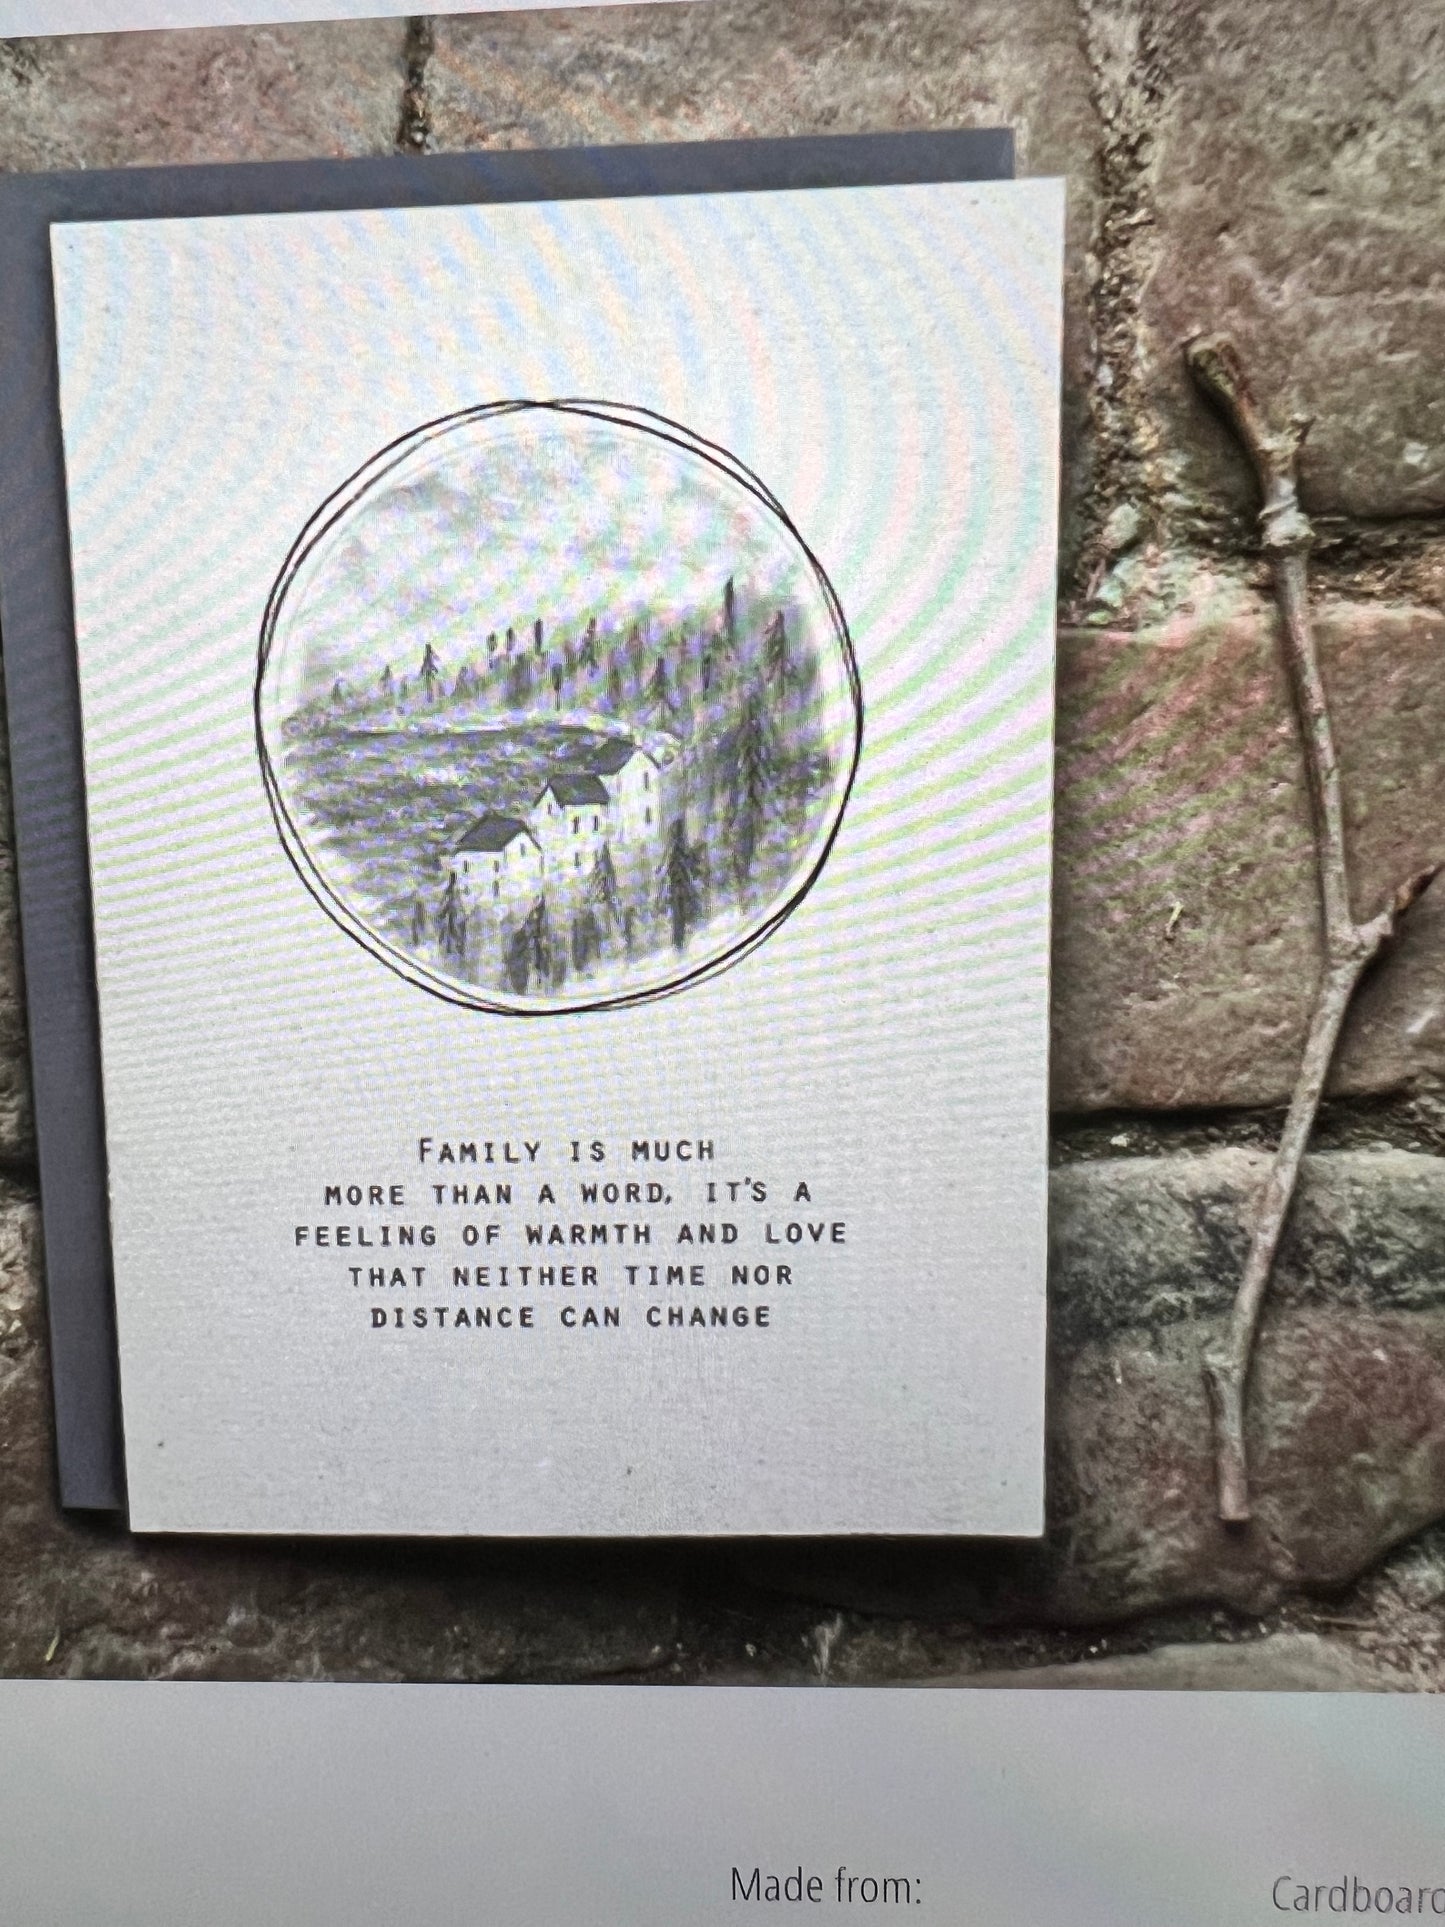 FAMILY IS MUCH
MORE THAN A WORD, IT'S A
FEELING OF WARMTH AND LOVE
THAT NEITHER TIME NOR
DISTANCE CAN CHANGE
Made from:
Cardboard